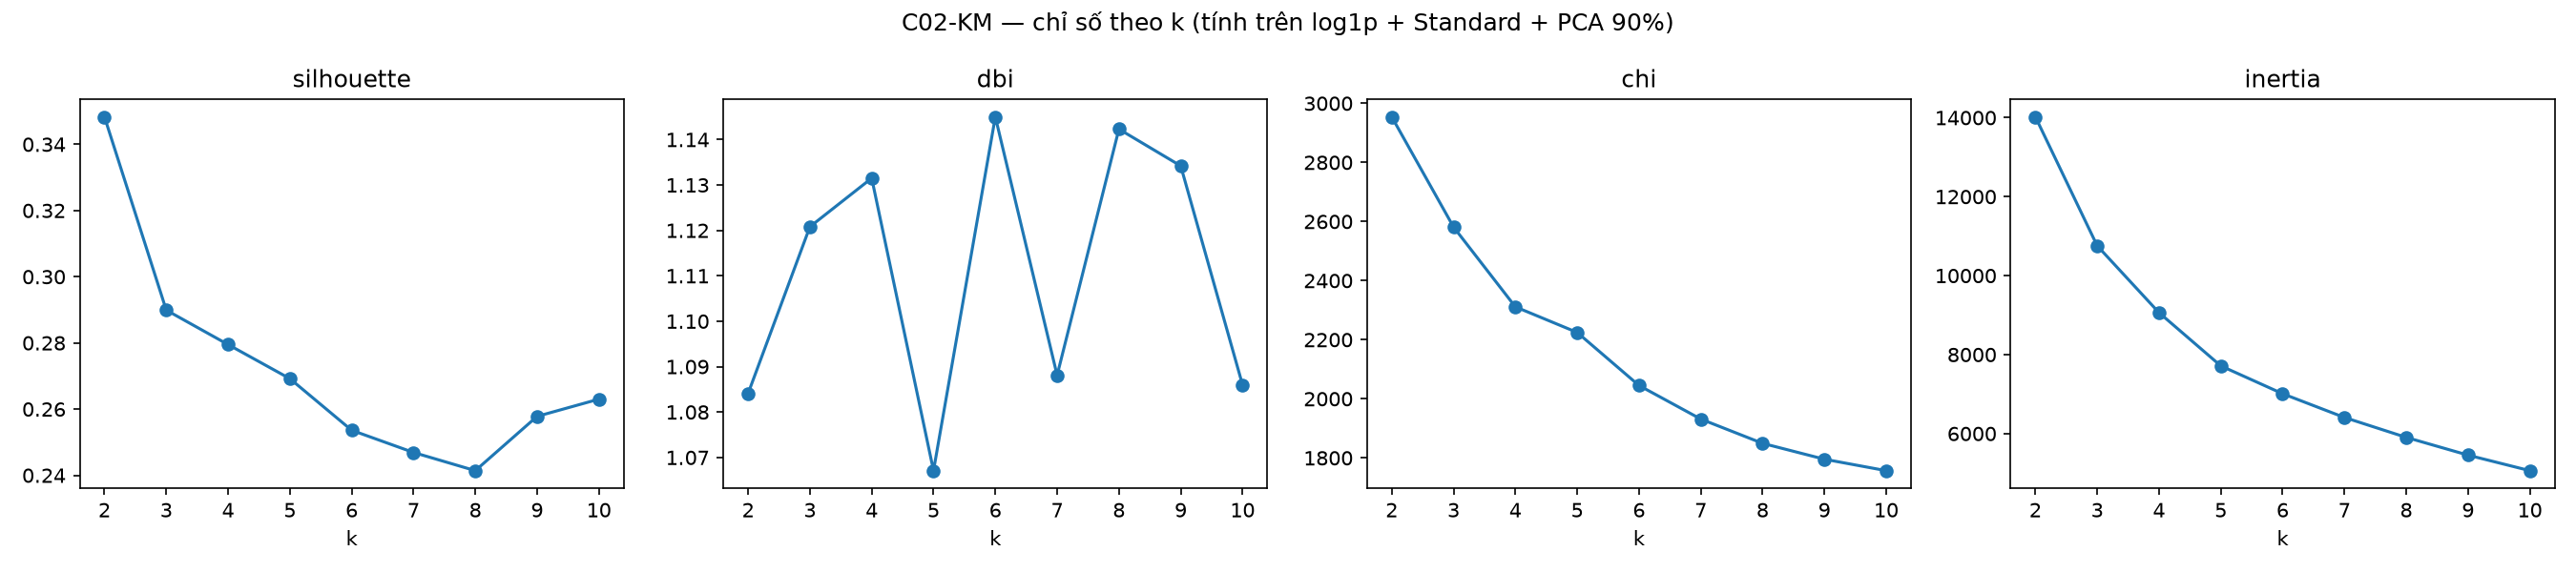 C02-KM — chỉ số theo k (tính trên log1p + Standard + PCA 90%)
silhouette
0.34
0.32
0.30
0.28
0.26
0.24
2 3 4 5 6 7 8 9 10
k
dbi
1.14
1.13
1.12
1.11
1.10
1.09
1.08
1.07
2 3 4 5 6 7 8 9 10
k
chi
3000
2800
2600
2400
2200
2000
1800
2 3 4 5 6 7 8 9 10
k
inertia
14000
12000
10000
8000
6000
2 3 4 5 6 7 8 9 10
k